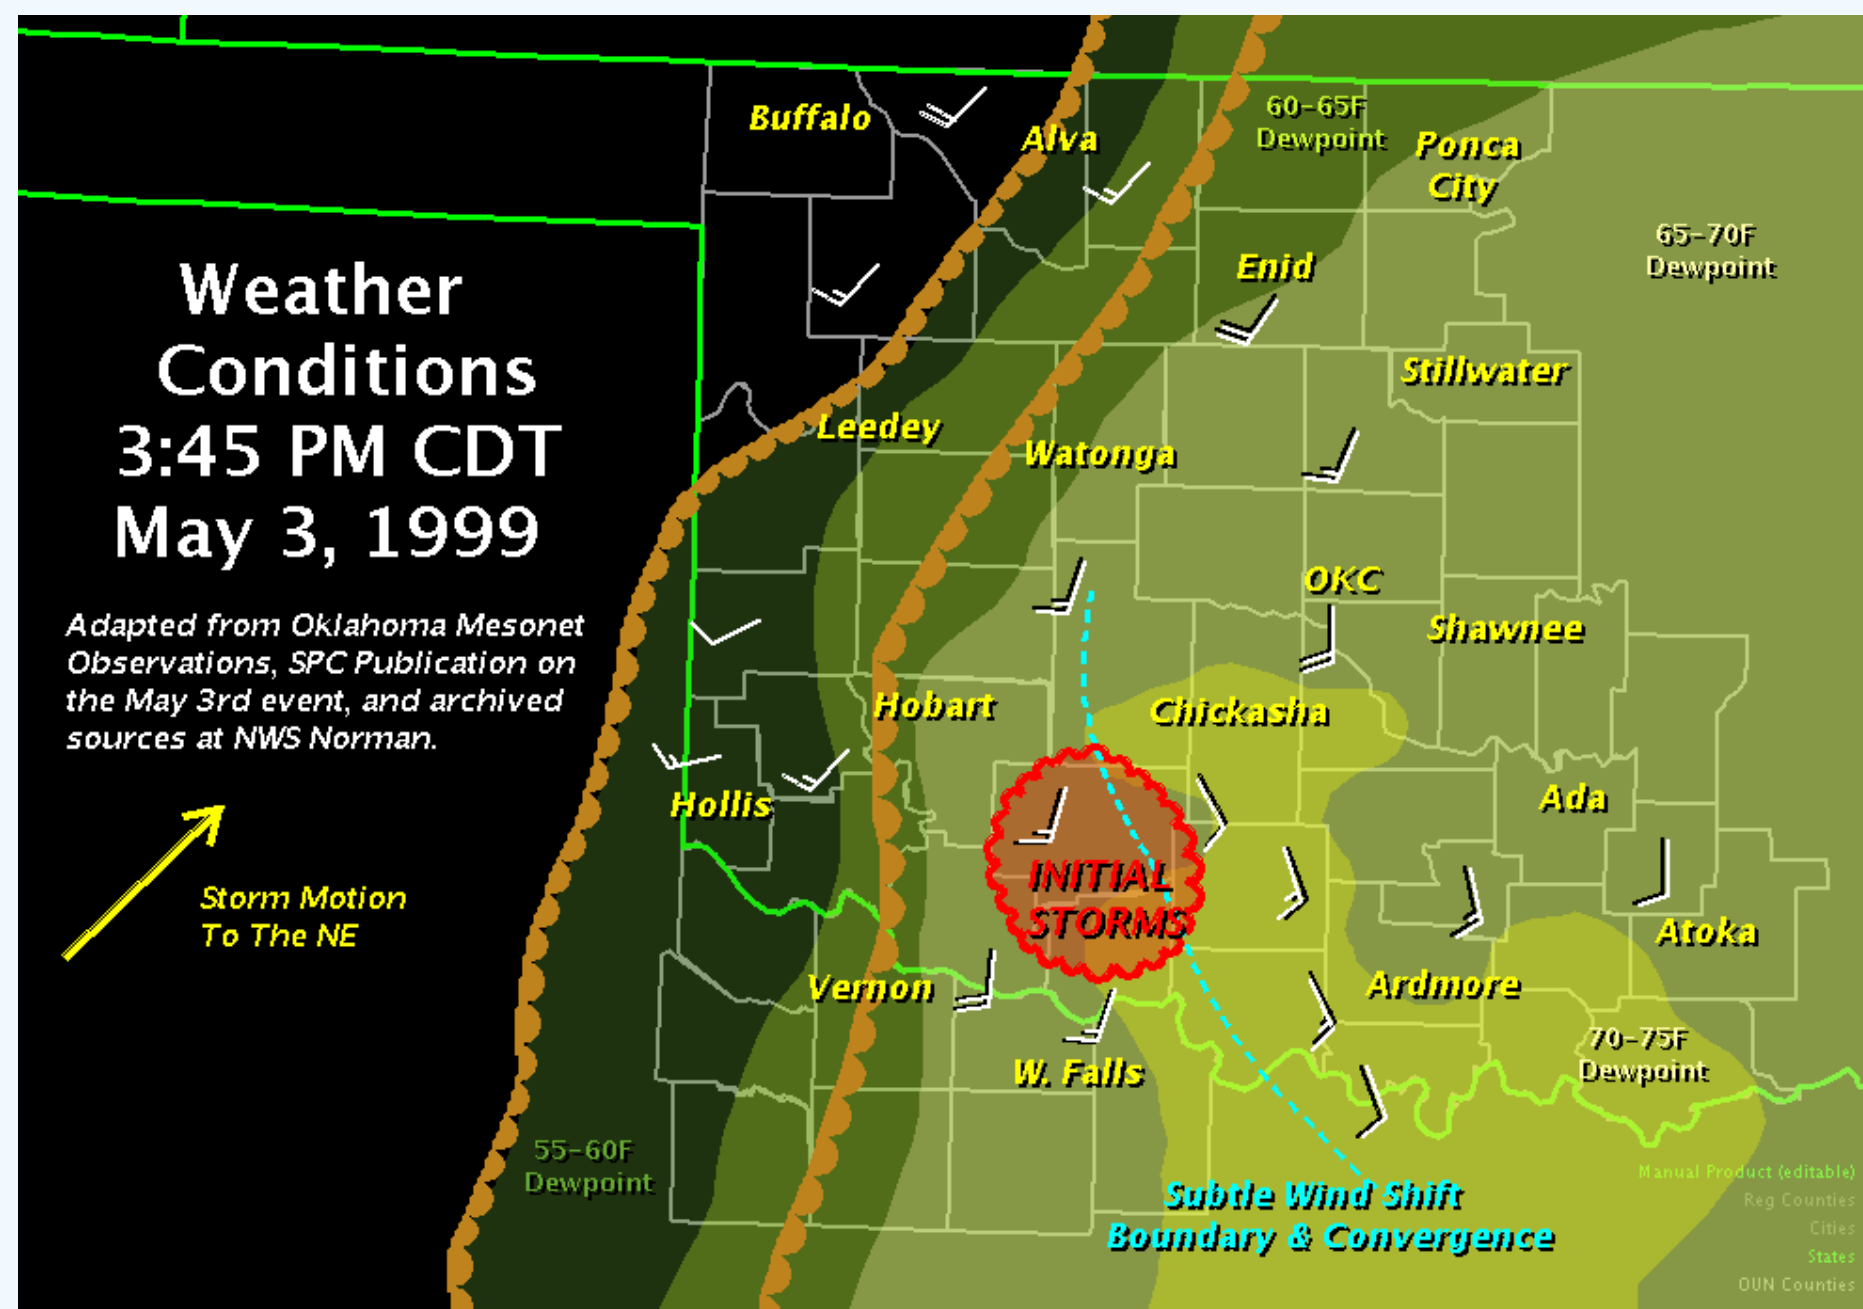 Buffalo
Alva
60-65F
Dewpoint
Ponca
City
65-70F
Dewpoint
Enid
Weather
Conditions
3:45 PM CDT
May 3, 1999
Stillwater
Leedey
Watonga
OKC
Shawnee
Adapted from Oklahoma Mesonet
Observations, SPC Publication on
the May 3rd event, and archived
sources at NWS Norman.
Hobart
Chickasha
Hollis
Ada
INITIAL
STORMS
Storm Motion
To The NE
Atoka
Vernon
Ardmore
W. Falls
70-75F
Dewpoint
55-60F
Dewpoint
Subtle Wind Shift
Boundary & Convergence
Manual Product (editable)
Reg Counties
Cities
States
OUN Counties